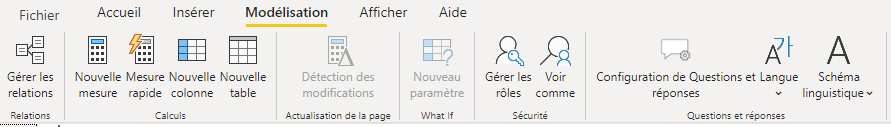 Fichier Accueil Insérer Modélisation Afficher Aide
Gérer les relations
Nouvelle mesure
Mesure rapide
Nouvelle colonne
Nouvelle table
Détection des modifications
Nouveau paramètre
Gérer les rôles
Voir comme
Configuration de Questions et réponses
Langue
Schéma linguistique
Relations Calculs Actualisation de la page What If Sécurité Questions et réponses